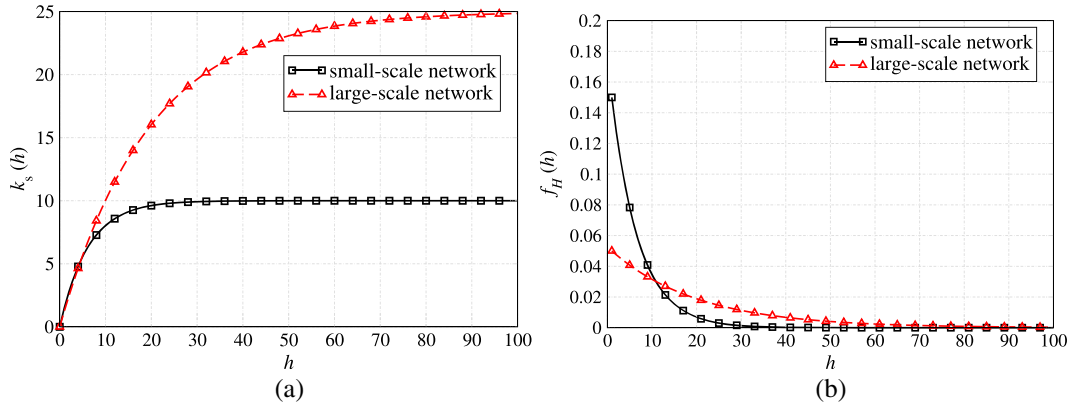 25
20
15
10
5
0
k_s (h)
small-scale network
large-scale network
0 10 20 30 40 50 60 70 80 90 100
h
(a)
0.2
0.18
0.16
0.14
0.12
0.1
0.08
0.06
0.04
0.02
0
f_H (h)
small-scale network
large-scale network
0 10 20 30 40 50 60 70 80 90 100
h
(b)